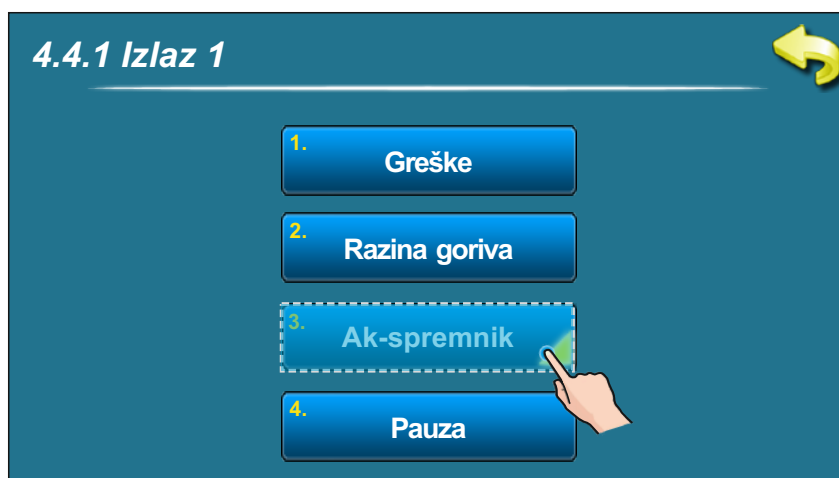 4.4.1 Izlaz 1
1.
Greške
2.
Razina goriva
3.
Ak-spremnik
4.
Pauza